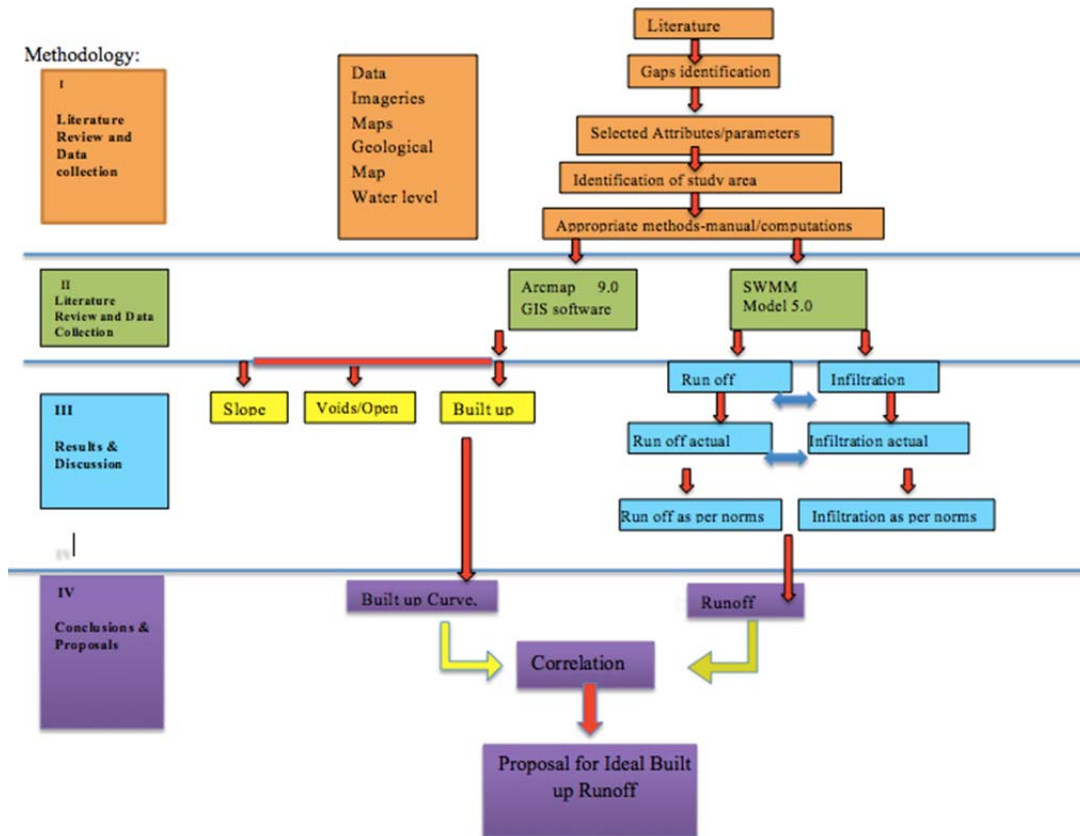 Methodology:
I
Literature
Review and
Data
collection
Data
Imageries
Maps
Geological
Map
Water level
Literature
Gaps identification
Selected Attributes/parameters
Identification of study area
Appropriate methods-manual/computations
II
Literature
Review and Data
Collection
Arcmap 9.0
GIS software
SWMM
Model 5.0
III
Results &
Discussion
Slope
Voids/Open
Built up
Run off
Infiltration
Run off actual
Infiltration actual
Run off as per norms
Infiltration as per norms
IV
IV
Conclusions &
Proposals
Built up Curve.
Runoff
Correlation
Proposal for Ideal Built
up Runoff